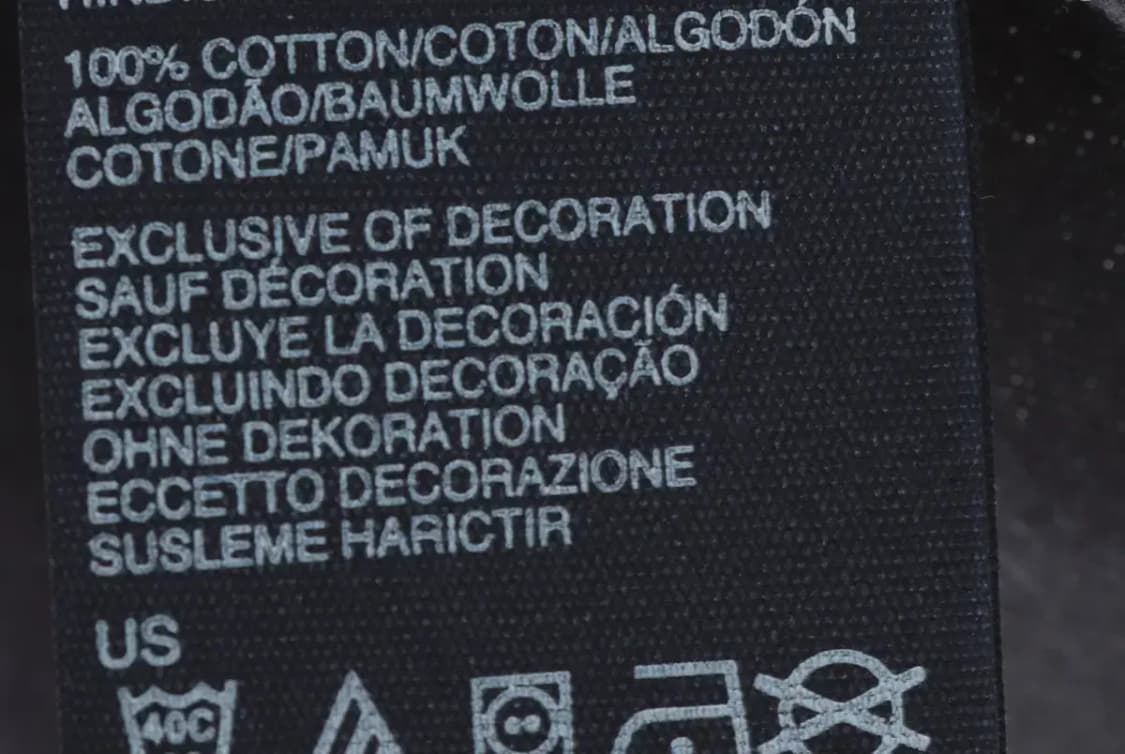 100% COTTON/COTON/ALGODÓN
ALGODÃO/BAUMWOLLE
COTONE/PAMUK
EXCLUSIVE OF DECORATION
SAUF DÉCORATION
EXCLUYE LA DECORACIÓN
EXCLUINDO DECORAÇÃO
OHNE DEKORATION
ECCETTO DECORAZIONE
SUSLEME HARICTIR
US
40C